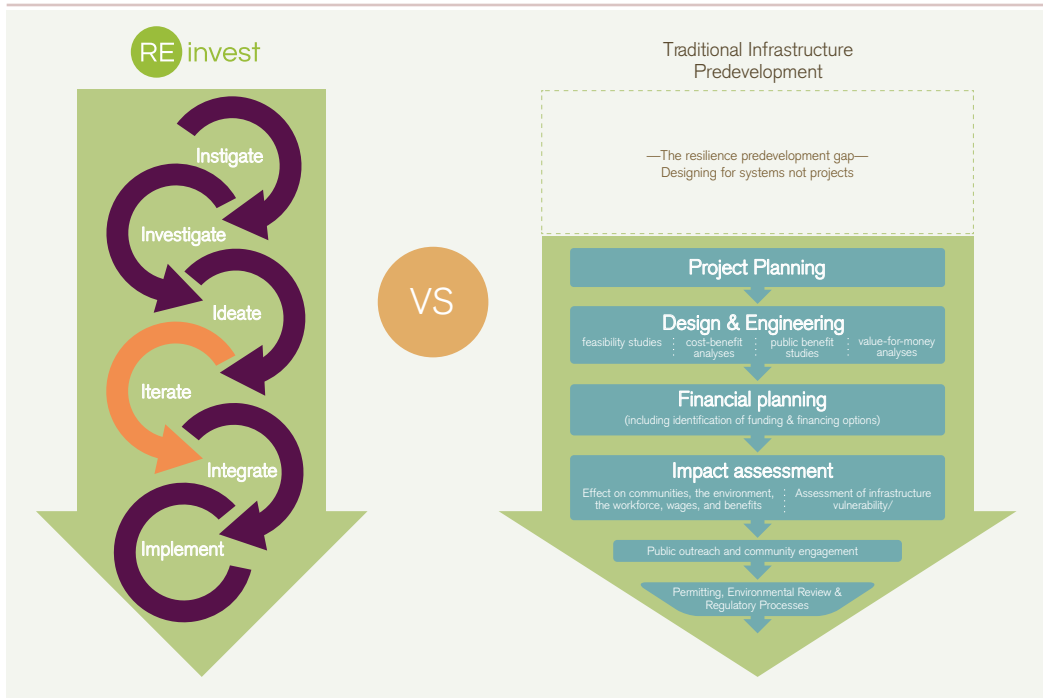 RE invest
Instigate
Investigate
Ideate
Iterate
Integrate
Implement
VS
Traditional Infrastructure
Predevelopment
—The resilience predevelopment gap—
Designing for systems not projects
Project Planning
Design & Engineering
feasibility studies
cost-benefit
analyses
public benefit
studies
value-for-money
analyses
Financial planning
(including identification of funding & financing options)
Impact assessment
Effect on communities, the environment,
the workforce, wages, and benefits
Assessment of infrastructure
vulnerability/
Public outreach and community engagement
Permitting, Environmental Review &
Regulatory Processes